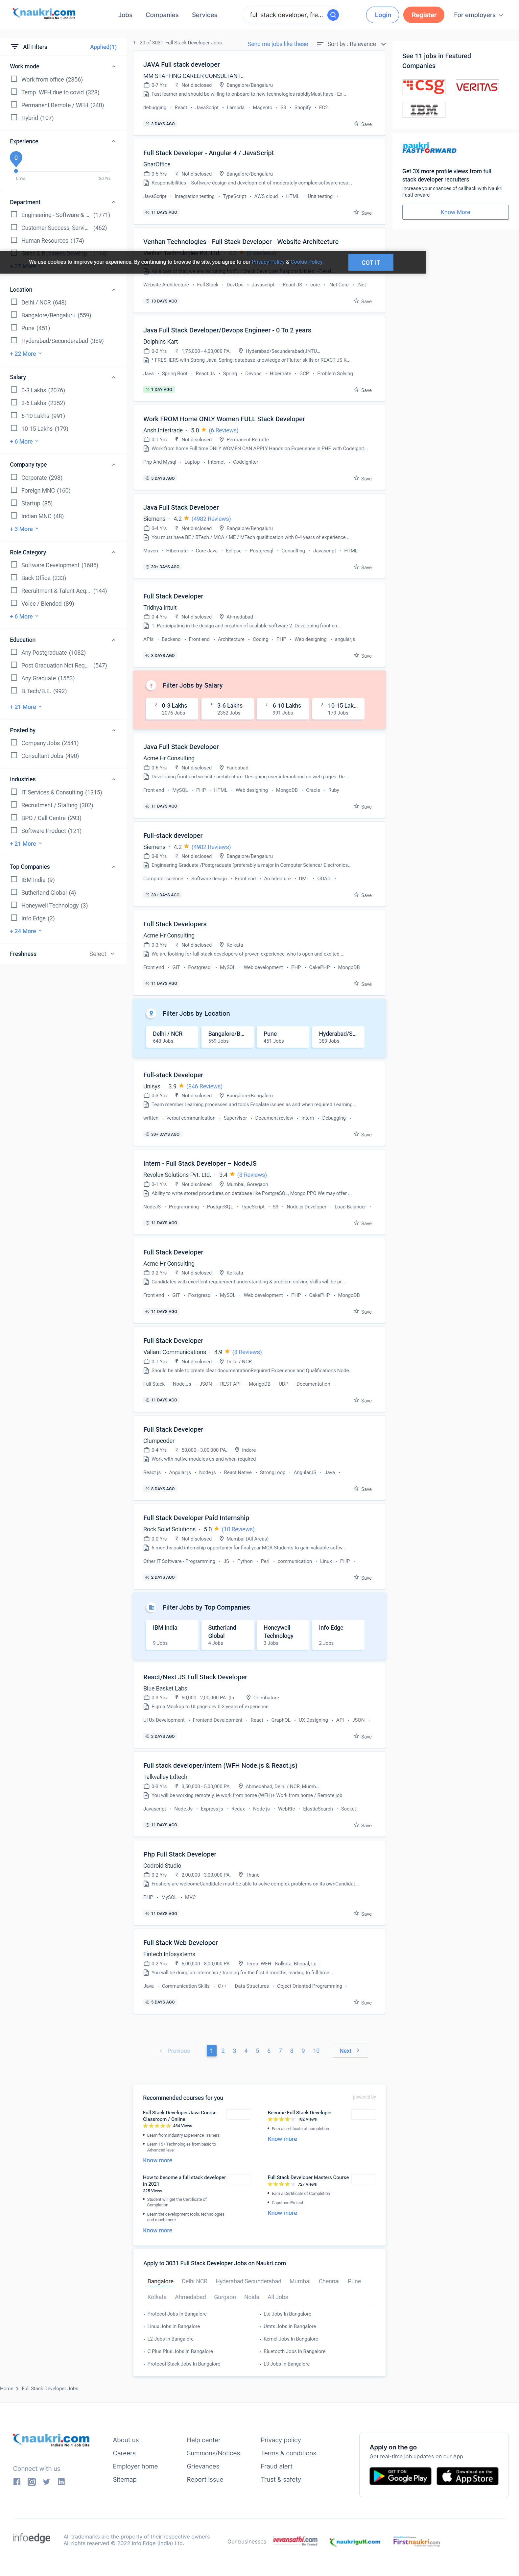 naukri.com
India's No.1 Job Site
Jobs
Companies
Services
full stack developer, fre...
Login
Register
For employers
All Filters
Applied(1)
Work mode
Work from office (2356)
Temp. WFH due to covid (328)
Permanent Remote / WFH (240)
Hybrid (107)
Experience
0
0 Yrs
30 Yrs
Department
Engineering - Software & ... (1771)
Customer Success, Servi... (462)
Human Resources (174)
Location
Delhi / NCR (648)
Bangalore/Bengaluru (559)
Pune (451)
Hyderabad/Secunderabad (389)
+ 22 More
Salary
0-3 Lakhs (2076)
3-6 Lakhs (2352)
6-10 Lakhs (991)
10-15 Lakhs (179)
+ 6 More
Company type
Corporate (298)
Foreign MNC (160)
Startup (85)
Indian MNC (48)
+ 3 More
Role Category
Software Development (1685)
Back Office (233)
Recruitment & Talent Acq... (144)
Voice / Blended (89)
+ 6 More
Education
Any Postgraduate (1082)
Post Graduation Not Req... (547)
Any Graduate (1553)
B.Tech/B.E. (992)
+ 21 More
Posted by
Company Jobs (2541)
Consultant Jobs (490)
Industries
IT Services & Consulting (1315)
Recruitment / Staffing (302)
BPO / Call Centre (293)
Software Product (121)
+ 21 More
Top Companies
IBM India (9)
Sutherland Global (4)
Honeywell Technology (3)
Info Edge (2)
+ 24 More
Freshness
Select
1 - 20 of 3031 Full Stack Developer Jobs
Send me jobs like these
Sort by : Relevance
JAVA Full stack developer
MM STAFFING CAREER CONSULTANT...
0-7 Yrs Not disclosed Bangalore/Bengaluru
Fast learner and should be willing to onboard to new technologies rapidlyMust have - Ex...
debugging • React • JavaScript • Lambda • Magento • S3 • Shopify • EC2
3 DAYS AGO
Save
Full Stack Developer - Angular 4 / JavaScript
GharOffice
0-5 Yrs Not disclosed Bangalore/Bengaluru
Responsibilities :- Software design and development of moderately complex software reso...
JavaScript • Integration testing • TypeScript • AWS cloud • HTML • Unit testing •
11 DAYS AGO
Save
Venhan Technologies - Full Stack Developer - Website Architecture
We use cookies to improve your experience. By continuing to browse the site, you agree to our Privacy Policy & Cookie Policy.
GOT IT
Website Architecture • Full Stack • DevOps • Javascript • React JS • core • .Net Core • .Net
13 DAYS AGO
Save
Java Full Stack Developer/Devops Engineer - 0 To 2 years
Dolphins Kart
0-2 Yrs 1,75,000 - 4,00,000 PA. Hyderabad/Secunderabad(JNTU...
* FRESHERS with Strong Java, Spring, database knowledge or Flutter skills or REACT JS K...
Java • Spring Boot • React.Js • Spring • Devops • Hibernate • GCP • Problem Solving
1 DAY AGO
Save
Work FROM Home ONLY Women FULL Stack Developer
Ansh Intertrade • 5.0 (6 Reviews)
0-1 Yrs Not disclosed Permanent Remote
Work from home Full time ONLY WOMEN CAN APPLY Hands on Experience in PHP with CodeIgnit...
Php And Mysql • Laptop • Internet • Codeigniter
5 DAYS AGO
Save
Java Full Stack Developer
Siemens • 4.2 (4982 Reviews)
0-4 Yrs Not disclosed Bangalore/Bengaluru
You must have BE / BTech / MCA / ME / MTech qualification with 0-4 years of experience ...
Maven • Hibernate • Core Java • Eclipse • Postgresql • Consulting • Javascript • HTML
30+ DAYS AGO
Save
Full Stack Developer
Tridhya Intuit
0-4 Yrs Not disclosed Ahmedabad
1. Participating in the design and creation of scalable software 2. Developing front en...
APIs • Backend • Front end • Architecture • Coding • PHP • Web designing • angularjs
3 DAYS AGO
Save
Filter Jobs by Salary
0-3 Lakhs
2076 Jobs
3-6 Lakhs
2352 Jobs
6-10 Lakhs
991 Jobs
10-15 Lak...
179 Jobs
Java Full Stack Developer
Acme Hr Consulting
0-6 Yrs Not disclosed Faridabad
Developing front end website architecture. Designing user interactions on web pages. De...
Front end • MySQL • PHP • HTML • Web designing • MongoDB • Oracle • Ruby
11 DAYS AGO
Save
Full-stack developer
Siemens • 4.2 (4982 Reviews)
0-8 Yrs Not disclosed Bangalore/Bengaluru
Engineering Graduate /Postgraduate (preferably a major in Computer Science/ Electronics...
Computer science • Software design • Front end • Architecture • UML • OOAD •
30+ DAYS AGO
Save
Full Stack Developers
Acme Hr Consulting
0-3 Yrs Not disclosed Kolkata
We are looking for full-stack developers of proven experience, who is open and excited ...
Front end • GIT • Postgresql • MySQL • Web development • PHP • CakePHP • MongoDB
11 DAYS AGO
Save
Filter Jobs by Location
Delhi / NCR
648 Jobs
Bangalore/B...
559 Jobs
Pune
451 Jobs
Hyderabad/S...
389 Jobs
Full-stack Developer
Unisys • 3.9 (846 Reviews)
0-3 Yrs Not disclosed Bangalore/Bengaluru
Team member Learning processes and tools Escalate issues as and when required Learning ...
written • verbal communication • Supervisor • Document review • Intern • Debugging •
30+ DAYS AGO
Save
Intern - Full Stack Developer – NodeJS
Revolux Solutions Pvt. Ltd. • 3.4 (8 Reviews)
0-1 Yrs Not disclosed Mumbai, Goregaon
Ability to write stored procedures on database like PostgreSQL, Mongo PPO We may offer ...
NodeJS • Programming • PostgreSQL • TypeScript • S3 • Node.js Developer • Load Balancer •
11 DAYS AGO
Save
Full Stack Developer
Acme Hr Consulting
0-2 Yrs Not disclosed Kolkata
Candidates with excellent requirement understanding & problem-solving skills will be pr...
Front end • GIT • Postgresql • MySQL • Web development • PHP • CakePHP • MongoDB
11 DAYS AGO
Save
Full Stack Developer
Valiant Communications • 4.9 (8 Reviews)
0-1 Yrs Not disclosed Delhi / NCR
Should be able to create clear documentationRequired Experience and Qualifications Node...
Full Stack • Node.Js • JSON • REST API • MongoDB • UDP • Documentation •
11 DAYS AGO
Save
Full Stack Developer
Clumpcoder
0-4 Yrs 50,000 - 3,00,000 PA. Indore
Work with native modules as and when required
React js • Angular js • Node js • React Native • StrongLoop • AngularJS • Java •
8 DAYS AGO
Save
Full Stack Developer Paid Internship
Rock Solid Solutions • 5.0 (10 Reviews)
0-0 Yrs Not disclosed Mumbai (All Areas)
6 months paid internship opportunity for final year MCA Students to gain valuable softw...
Other IT Software - Programming • JS • Python • Perl • communication • Linux • PHP •
2 DAYS AGO
Save
Filter Jobs by Top Companies
IBM India
9 Jobs
Sutherland Global
4 Jobs
Honeywell Technology
3 Jobs
Info Edge
2 Jobs
React/Next JS Full Stack Developer
Blue Basket Labs
0-3 Yrs 50,000 - 2,00,000 PA. (In... Coimbatore
Figma Mockup to UI page dev 0-3 years of experience
Ui Ux Development • Frontend Development • React • GraphQL • UX Designing • API • JSON •
2 DAYS AGO
Save
Full stack developer/intern (WFH Node.js & React.js)
Talkvalley Edtech
0-3 Yrs 3,50,000 - 5,00,000 PA. Ahmedabad, Delhi / NCR, Mumb...
You will be working remotely, ie work from home (WFH)+ Work from home / Remote job
Javascript • Node.Js • Express.js • Redux • Node js • WebRtc • ElasticSearch • Socket
11 DAYS AGO
Save
Php Full Stack Developer
Codroid Studio
0-2 Yrs 2,00,000 - 3,00,000 PA. Thane
Freshers are welcomeCandidate must be able to solve complex problems on its ownCandidat...
PHP • MySQL • MVC
11 DAYS AGO
Save
Full Stack Web Developer
Fintech Infosystems
0-2 Yrs 6,00,000 - 8,00,000 PA. Temp. WFH - Kolkata, Bhopal, Lu...
You will be doing an internship / training for the first 3 months, leading to full-time...
Java • Communication Skills • C++ • Data Structures • Object Oriented Programming •
5 DAYS AGO
Save
Previous 1 2 3 4 5 6 7 8 9 10 Next
Recommended courses for you
powered by
Full Stack Developer Java Course Classroom / Online
454 Views
Learn from Industry Experience Trainers
Learn 15+ Technologies from basic to Advanced level
Know more
Become Full Stack Developer
182 Views
Earn a certificate of completion
Know more
How to become a full stack developer in 2021
325 Views
Student will get the Certificate of Completion
Learn the development tools, technologies and much more
Know more
Full Stack Developer Masters Course
727 Views
Earn a Certificate of Completion
Capstone Project
Know more
Apply to 3031 Full Stack Developer Jobs on Naukri.com
Bangalore Delhi NCR Hyderabad Secunderabad Mumbai Chennai Pune
Kolkata Ahmedabad Gurgaon Noida All Jobs
Protocol Jobs In Bangalore
Lte Jobs In Bangalore
Linux Jobs In Bangalore
Umts Jobs In Bangalore
L2 Jobs In Bangalore
Kernel Jobs In Bangalore
C Plus Plus Jobs In Bangalore
Bluetooth Jobs In Bangalore
Protocol Stack Jobs In Bangalore
L3 Jobs In Bangalore
See 11 jobs in Featured Companies
CSG
VERITAS
IBM
naukri
FASTFORWARD
Get 3X more profile views from full stack developer recruiters
Increase your chances of callback with Naukri FastForward
Know More
Home > Full Stack Developer Jobs
naukri.com
India's No.1 Job Site
Connect with us
About us
Careers
Employer home
Sitemap
Help center
Summons/Notices
Grievances
Report issue
Privacy policy
Terms & conditions
Fraud alert
Trust & safety
Apply on the go
Get real-time job updates on our App
GET IT ON
Google Play
Download on the
App Store
infoedge
All trademarks are the property of their respective owners
All rights reserved © 2022 Info Edge (India) Ltd.
Our businesses
jeevansathi.com
naukrigulf.com
Firstnaukri.com